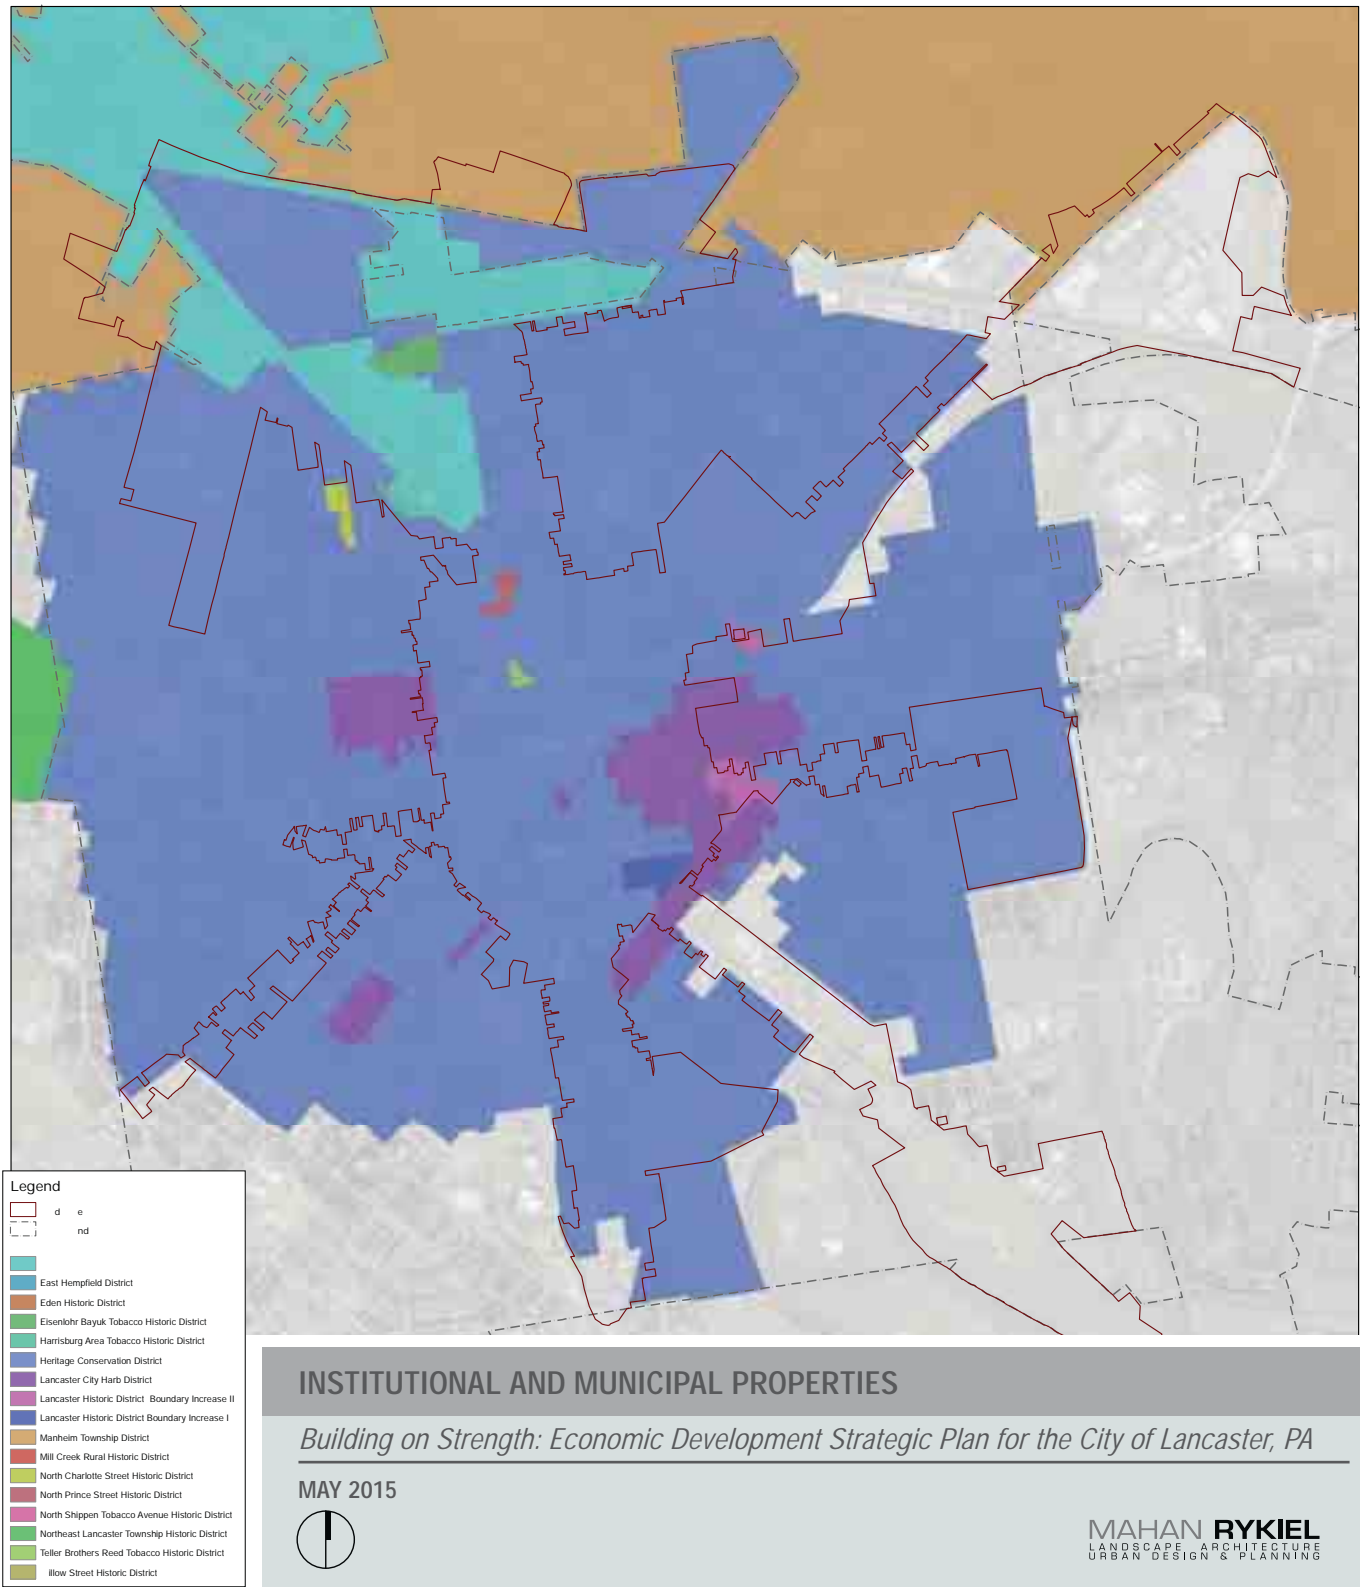 Legend
d e
nd
East Hempfield District
Eden Historic District
Eisenlohr Bayuk Tobacco Historic District
Harrisburg Area Tobacco Historic District
Heritage Conservation District
Lancaster City Harb District
Lancaster Historic District Boundary Increase II
Lancaster Historic District Boundary Increase I
Manheim Township District
Mill Creek Rural Historic District
North Charlotte Street Historic District
North Prince Street Historic District
North Shippen Tobacco Avenue Historic District
Northeast Lancaster Township Historic District
Teller Brothers Reed Tobacco Historic District
illow Street Historic District
INSTITUTIONAL AND MUNICIPAL PROPERTIES
Building on Strength: Economic Development Strategic Plan for the City of Lancaster, PA
MAY 2015
MAHAN RYKIEL
LANDSCAPE ARCHITECTURE
URBAN DESIGN & PLANNING